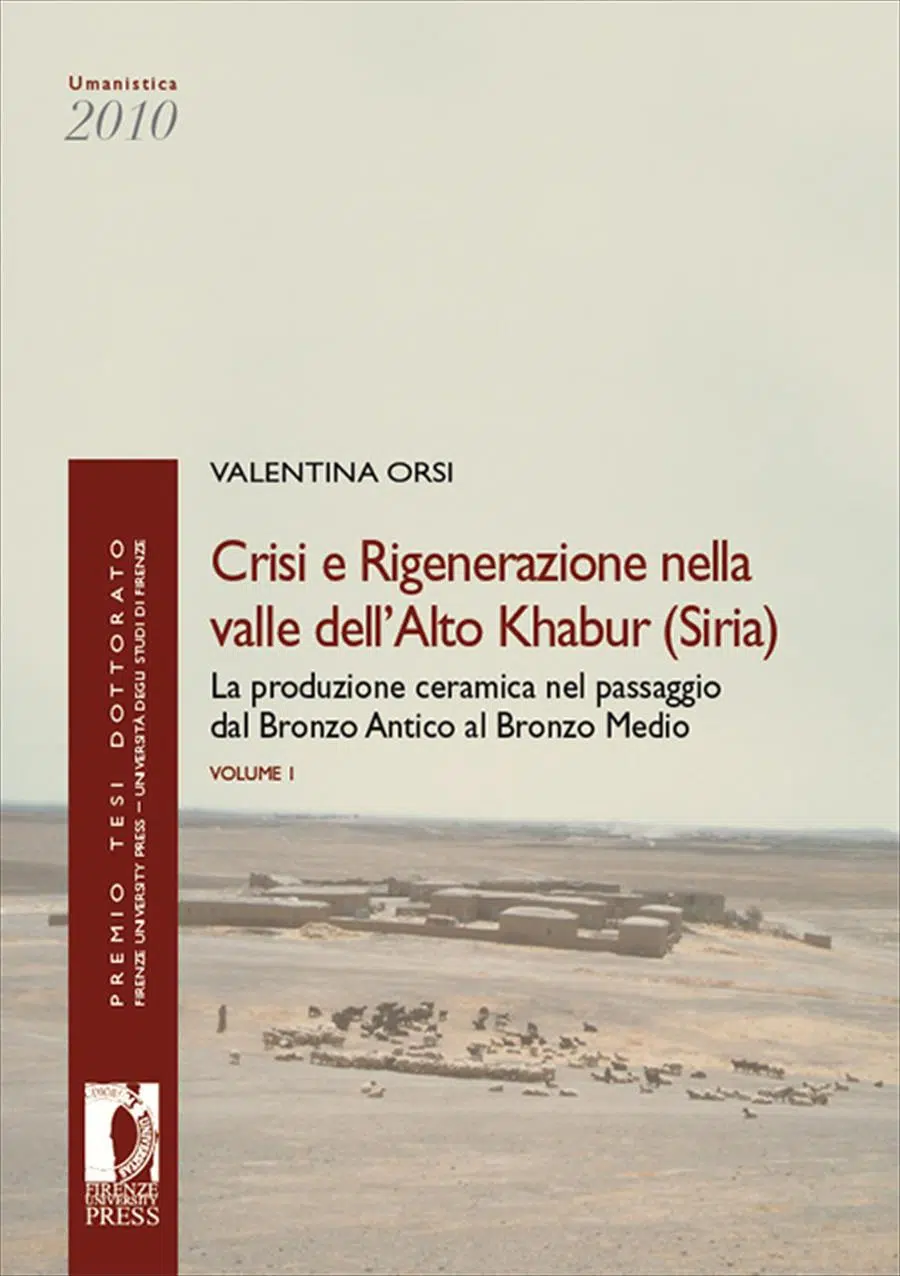 Umanistica
2010
VALENTINA ORSI
Crisi e Rigenerazione nella
valle dell'Alto Khabur (Siria)
La produzione ceramica nel passaggio
dal Bronzo Antico al Bronzo Medio
VOLUME I
PREMIO TESI DOTTORATO
FIRENZE UNIVERSITY PRESS – UNIVERSITÀ DEGLI STUDI DI FIRENZE
FIRENZE
UNIVERSITY
PRESS